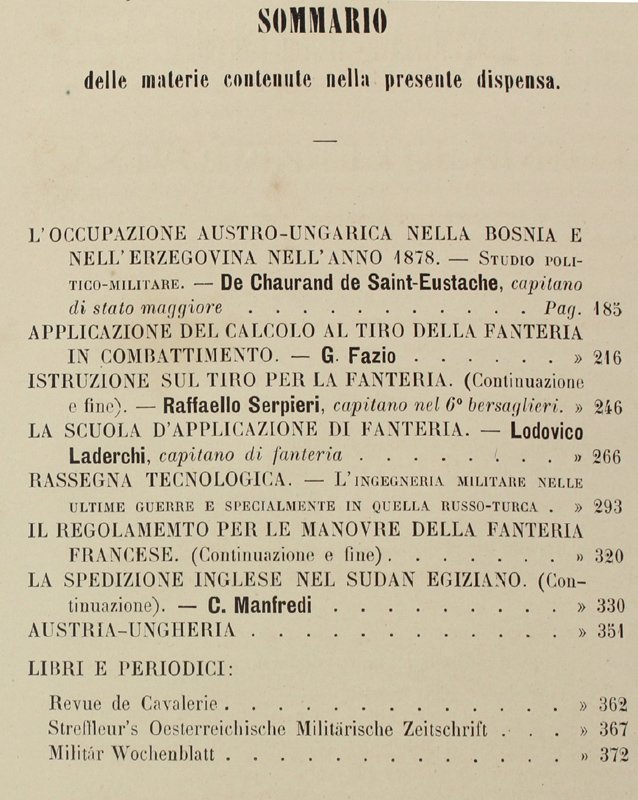 SOMMARIO
delle materie contenute nella presente dispensa.
L'OCCUPAZIONE AUSTRO-UNGARICA NELLA BOSNIA E
NELL'ERZEGOVINA NELL'ANNO 1878. — STUDIO POLI-
TICO-MILITARE. — De Chaurand de Saint-Eustache, capitano
di stato maggiore . . . . . . . . . . . Pag. 185
APPLICAZIONE DEL CALCOLO AL TIRO DELLA FANTERIA
IN COMBATTIMENTO. — G. Fazio . . . . . . » 216
ISTRUZIONE SUL TIRO PER LA FANTERIA. (Continuazione
e fine). — Raffaello Serpieri, capitano nel 6º bersaglieri. » 246
LA SCUOLA D'APPLICAZIONE DI FANTERIA. — Lodovico
Laderchi, capitano di fanteria . . . . . . . . » 266
RASSEGNA TECNOLOGICA. — L'INGEGNERIA MILITARE NELLE
ULTIME GUERRE E SPECIALMENTE IN QUELLA RUSSO-TURCA . » 293
IL REGOLAMEMTO PER LE MANOVRE DELLA FANTERIA
FRANCESE. (Continuazione e fine) . . . . . . . » 320
LA SPEDIZIONE INGLESE NEL SUDAN EGIZIANO. (Con-
tinuazione). — C. Manfredi . . . . . . . . . » 330
AUSTRIA-UNGHERIA . . . . . . . . . . . . » 351
LIBRI E PERIODICI:
Revue de Cavalerie . . . . . . . . . . . . . » 362
Streffleur's Oesterreichische Militärische Zeitschrift . . . » 367
Militär Wochenblatt . . . . . . . . . . . . . » 372